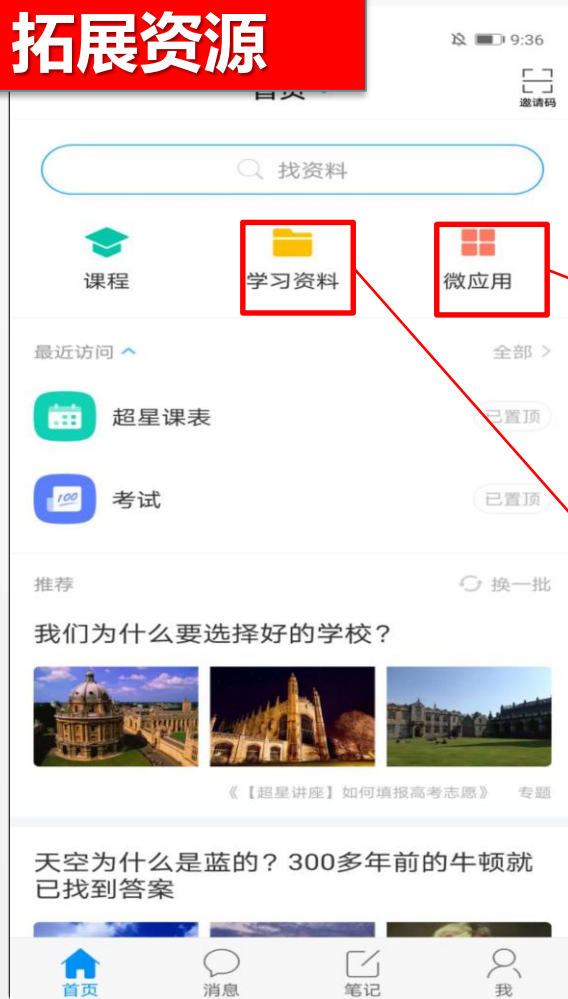 拓展资源
9:36
首页
邀请码
找资料
课程
学习资料
微应用
最近访问
全部 >
超星课表
已置顶
100
考试
已置顶
推荐
换一批
我们为什么要选择好的学校?
《【超星讲座】如何填报高考志愿》 专题
天空为什么是蓝的? 300多年前的牛顿就
已找到答案
首页
消息
笔记
我